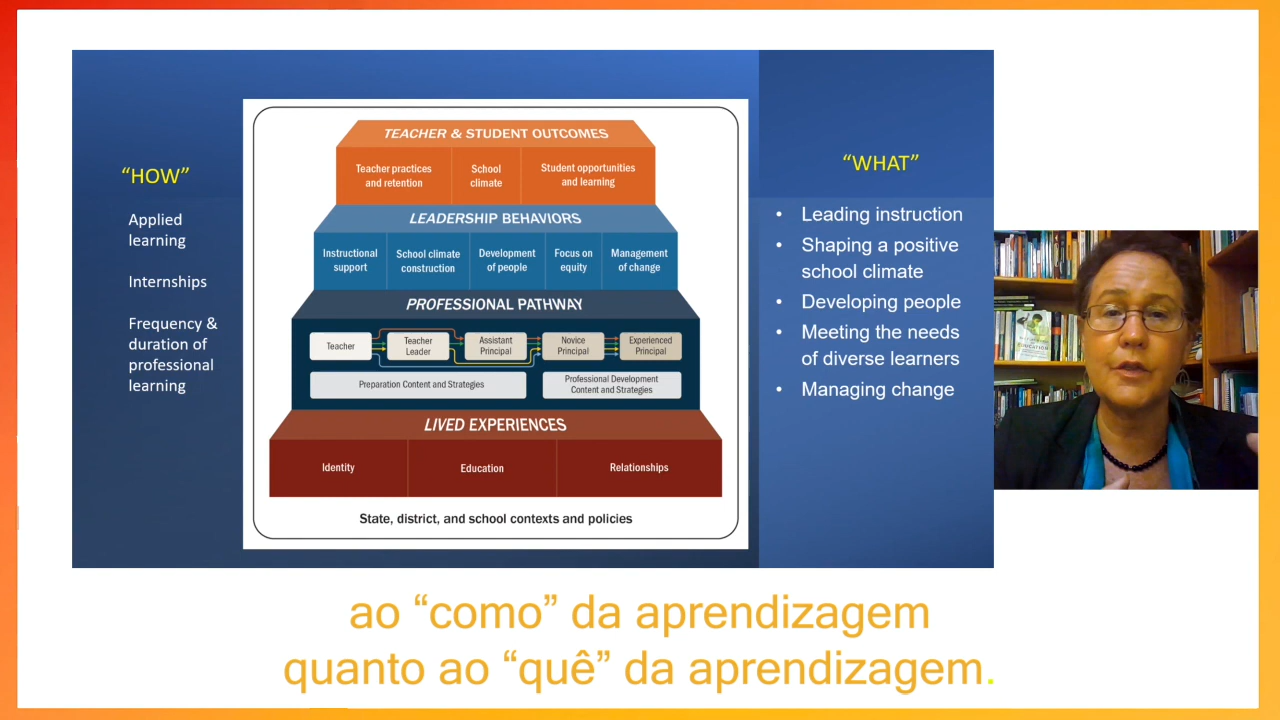 “HOW”
Applied
learning
Internships
Frequency &
duration of
professional
learning
TEACHER & STUDENT OUTCOMES
Teacher practices
and retention
School
climate
Student opportunities
and learning
LEADERSHIP BEHAVIORS
Instructional
support
School climate
construction
Development
of people
Focus on
equity
Management
of change
PROFESSIONAL PATHWAY
Teacher
Teacher
Leader
Assistant
Principal
Novice
Principal
Experienced
Principal
Preparation Content and Strategies
Professional Development
Content and Strategies
LIVED EXPERIENCES
Identity
Education
Relationships
State, district, and school contexts and policies
“WHAT”
• Leading instruction
• Shaping a positive
school climate
• Developing people
• Meeting the needs
of diverse learners
• Managing change
ao “como” da aprendizagem
quanto ao “quê” da aprendizagem.